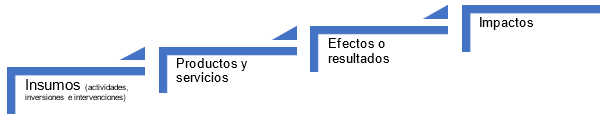 Insumos (actividades,
inversiones e intervenciones)
Productos y
servicios
Efectos o
resultados
Impactos